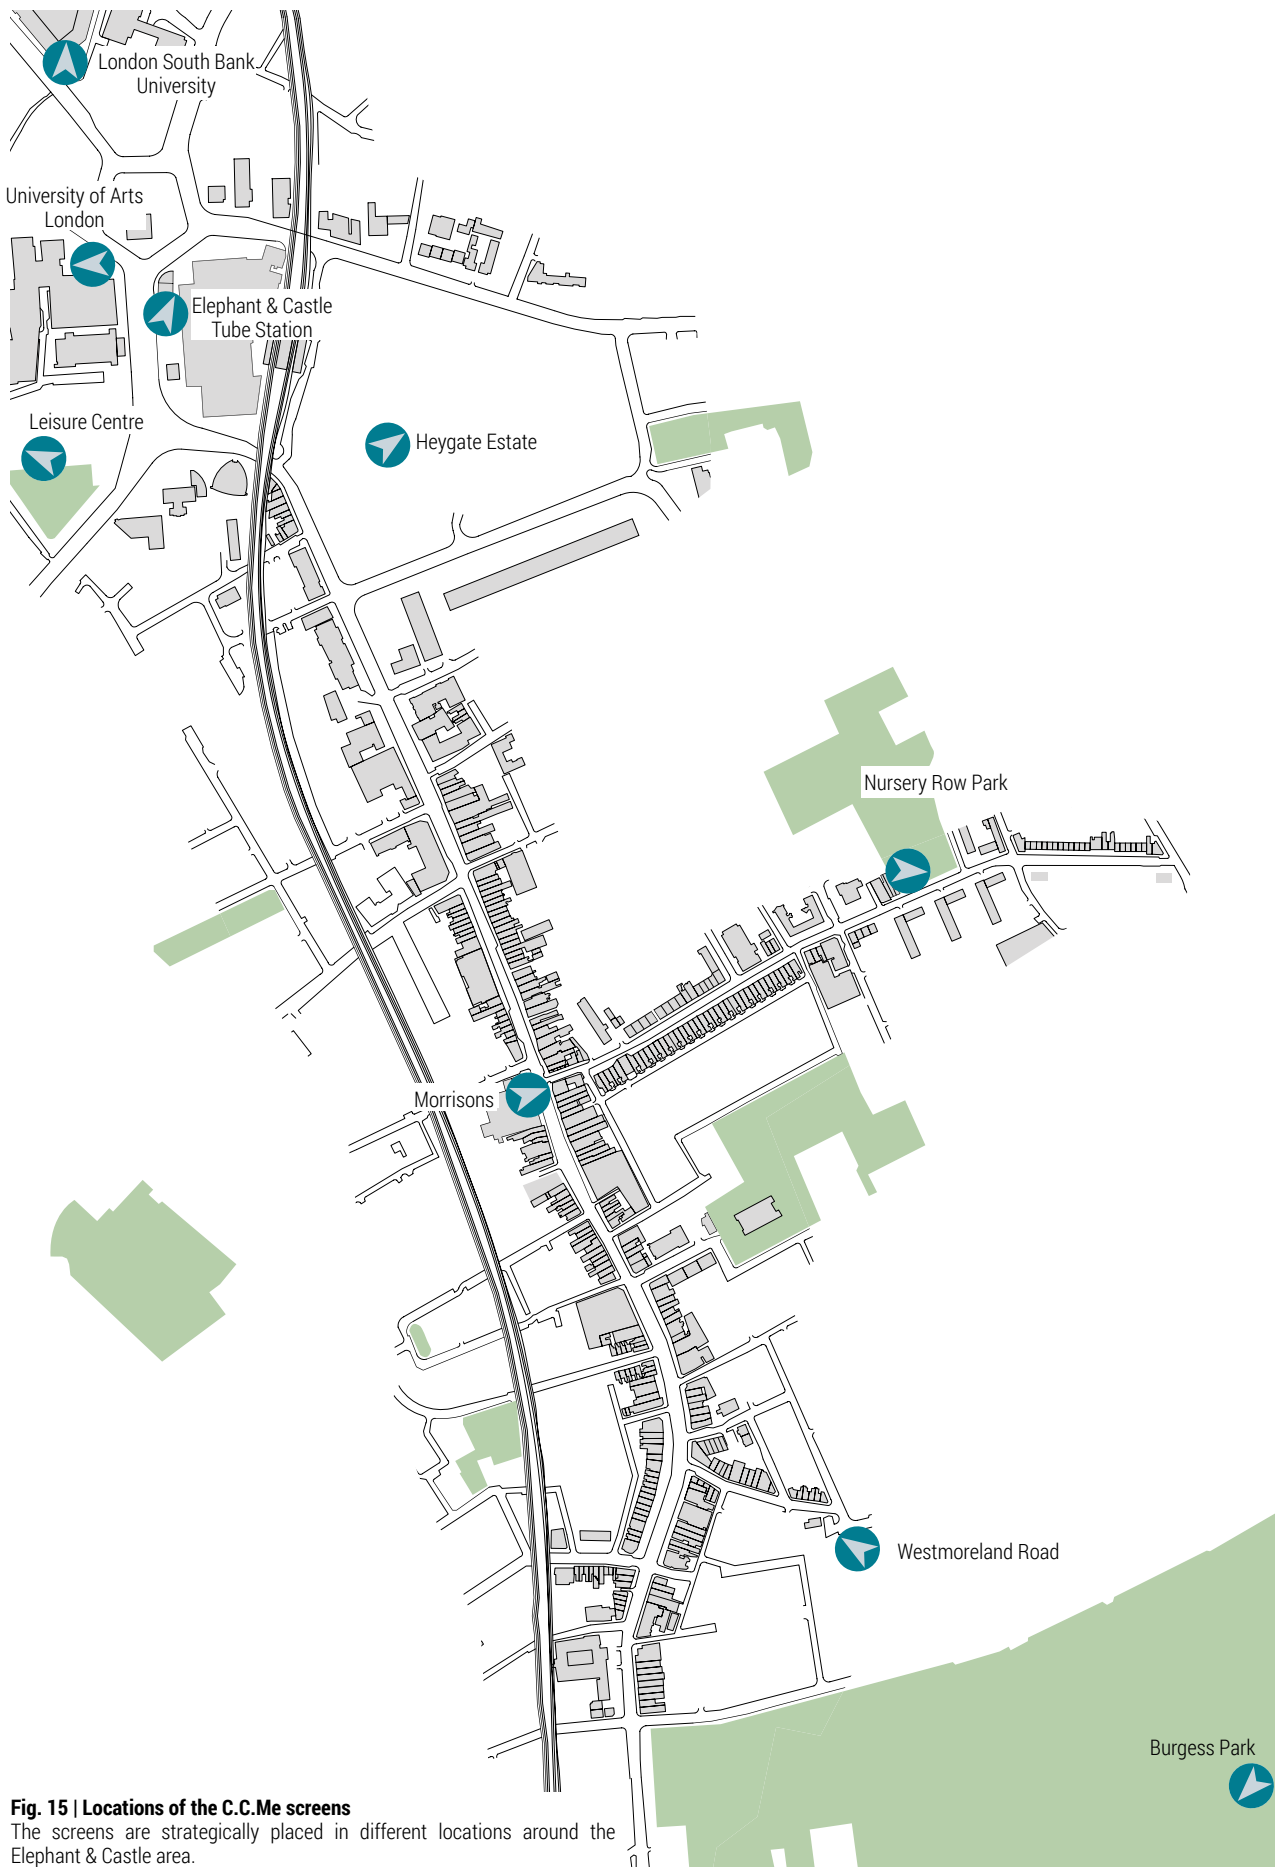 London South Bank
University
University of Arts
London
Elephant & Castle
Tube Station
Leisure Centre
Heygate Estate
Nursery Row Park
Morrisons
Westmoreland Road
Burgess Park
Fig. 15 | Locations of the C.C.Me screens
The screens are strategically placed in different locations around the
Elephant & Castle area.